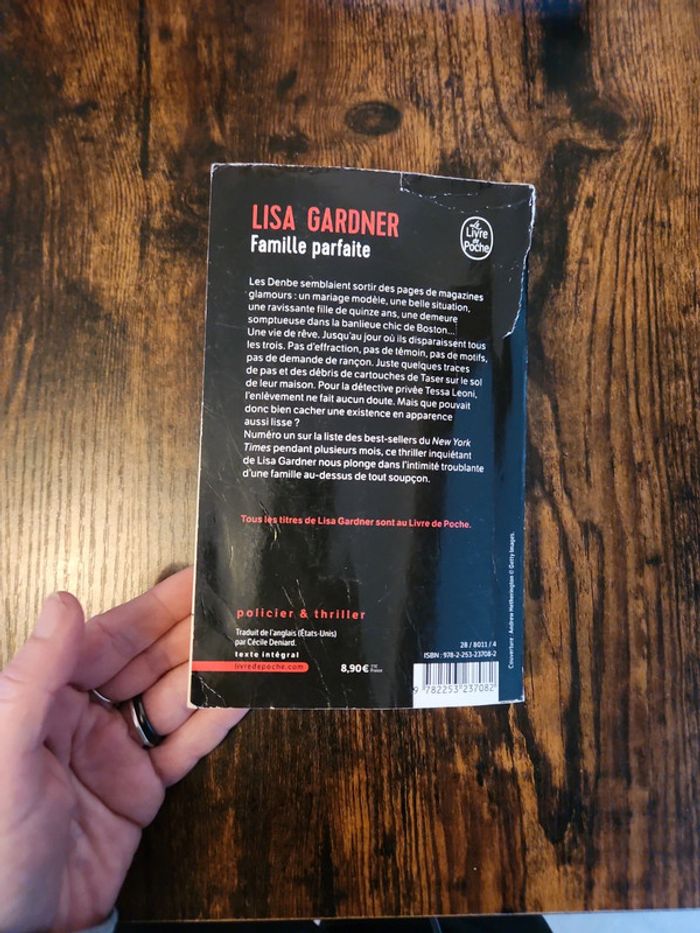 LISA GARDNER
Famille parfaite
Le
Livre
de
Poche
Les Denbe semblaient sortir des pages de magazines
glamours : un mariage modèle, une belle situation,
une ravissante fille de quinze ans, une demeure
somptueuse dans la banlieue chic de Boston...
Une vie de rêve. Jusqu'au jour où ils disparaissent tous
les trois. Pas d'effraction, pas de témoin, pas de motifs,
pas de demande de rançon. Juste quelques traces
de pas et des débris de cartouches de Taser sur le sol
de leur maison. Pour la détective privée Tessa Leoni,
l'enlèvement ne fait aucun doute. Mais que pouvait
donc bien cacher une existence en apparence
aussi lisse ?
Numéro un sur la liste des best-sellers du New York
Times pendant plusieurs mois, ce thriller inquiétant
de Lisa Gardner nous plonge dans l'intimité troublante
d'une famille au-dessus de tout soupçon.
Tous les titres de Lisa Gardner sont au Livre de Poche.
policier & thriller
Traduit de l'anglais (États-Unis)
par Cécile Deniard.
texte intégral
livredepoche.com
8,90 € TTC
France
28 / 8011 / 4
ISBN : 978-2-253-23708-2
9 782253 237082
Couverture : Andrew Hetherington © Getty Images.